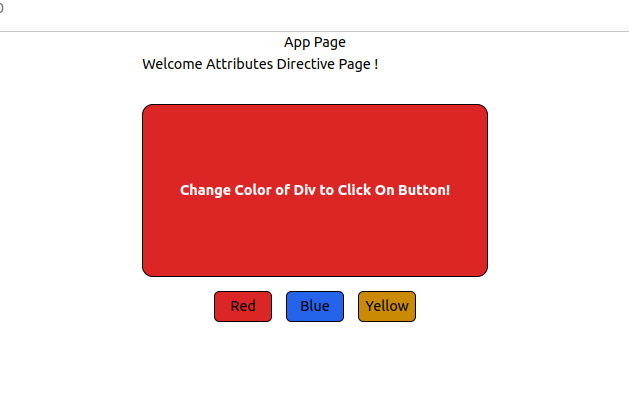 App Page
Welcome Attributes Directive Page !
Change Color of Div to Click On Button!
Red
Blue
Yellow